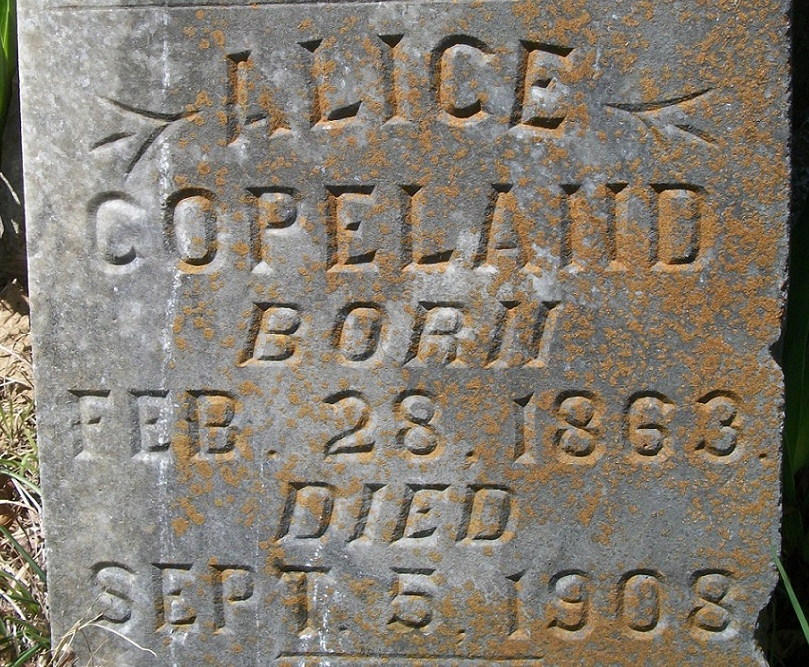 ALICE
COPELAND
BORN
FEB. 28, 1863.
DIED
SEPT. 5, 1908